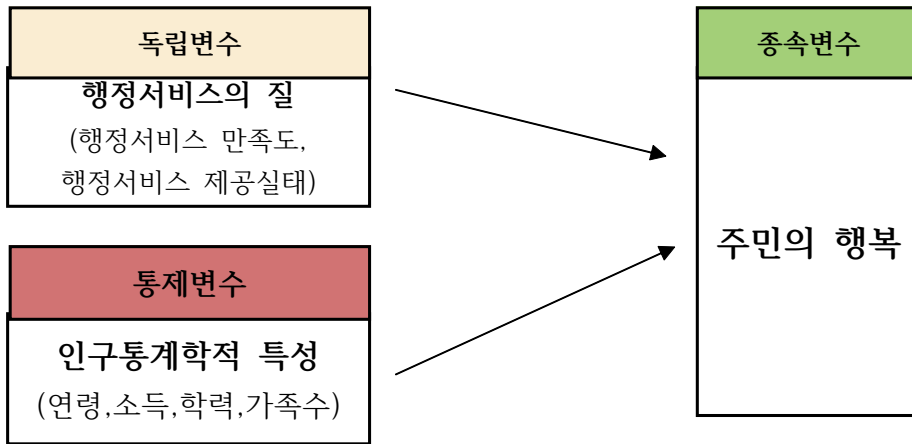 독립변수
행정서비스의 질
(행정서비스 만족도,
행정서비스 제공실태)
통제변수
인구통계학적 특성
(연령,소득,학력,가족수)
종속변수
주민의 행복